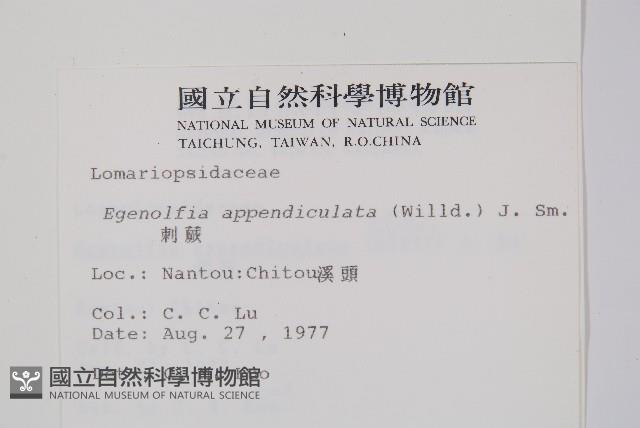 國立自然科學博物館
NATIONAL MUSEUM OF NATURAL SCIENCE
TAICHUNG, TAIWAN, R.O.CHINA
Lomariopsidaceae
Egenolfia appendiculata (Willd.) J. Sm.
刺蕨
Loc.: Nantou:Chitou溪頭
Col.: C. C. Lu
Date: Aug. 27 , 1977
國立自然科學博物館
NATIONAL MUSEUM OF NATURAL SCIENCE